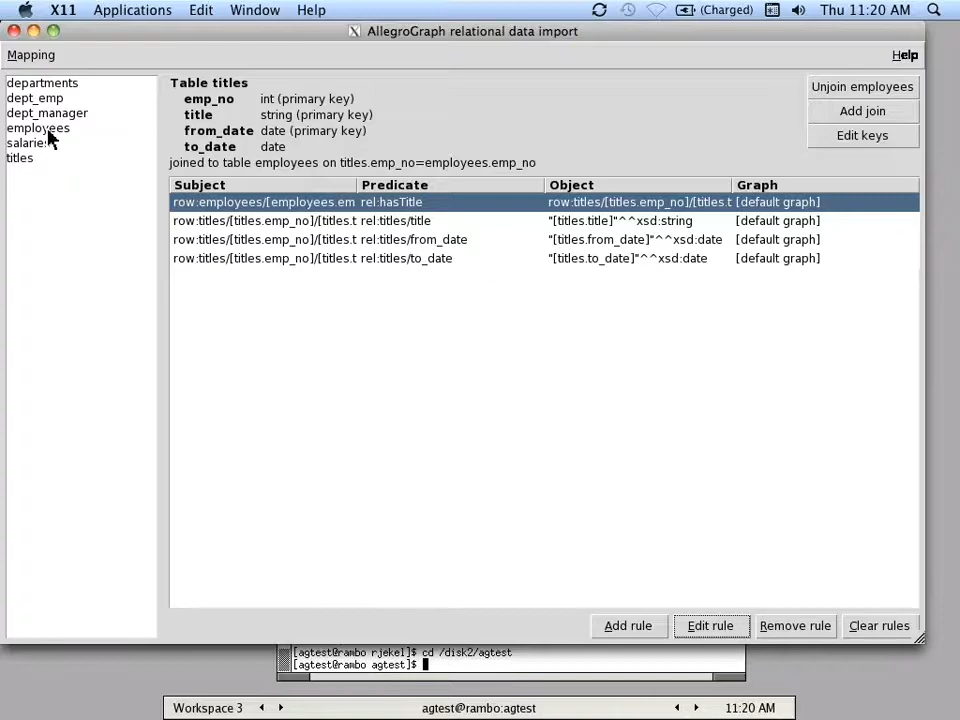 X11 Applications Edit Window Help (Charged) Thu 11:20 AM
AllegroGraph relational data import
Mapping Help
departments
dept_emp
dept_manager
employees
salaries
titles
Table titles
emp_no int (primary key)
title string (primary key)
from_date date (primary key)
to_date date
joined to table employees on titles.emp_no=employees.emp_no
Unjoin employees
Add join
Edit keys
Subject Predicate Object Graph
row:employees/[employees.em rel:hasTitle row:titles/[titles.emp_no]/[titles.t [default graph]
row:titles/[titles.emp_no]/[titles.t rel:titles/title "[titles.title]"^^xsd:string [default graph]
row:titles/[titles.emp_no]/[titles.t rel:titles/from_date "[titles.from_date]"^^xsd:date [default graph]
row:titles/[titles.emp_no]/[titles.t rel:titles/to_date "[titles.to_date]"^^xsd:date [default graph]
Add rule Edit rule Remove rule Clear rules
[agtest@rambo rjekel]$ cd /disk2/agtest
[agtest@rambo agtest]$
Workspace 3 agtest@rambo:agtest 11:20 AM